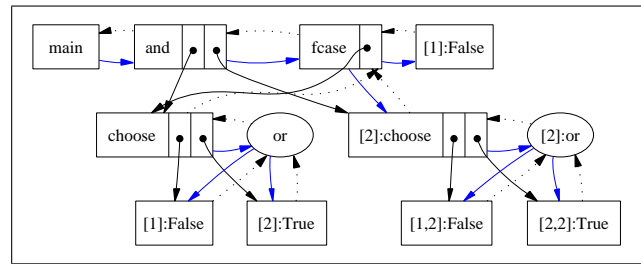 main and fcase [1]:False
choose or [2]:choose [2]:or
[1]:False [2]:True [1,2]:False [2,2]:True